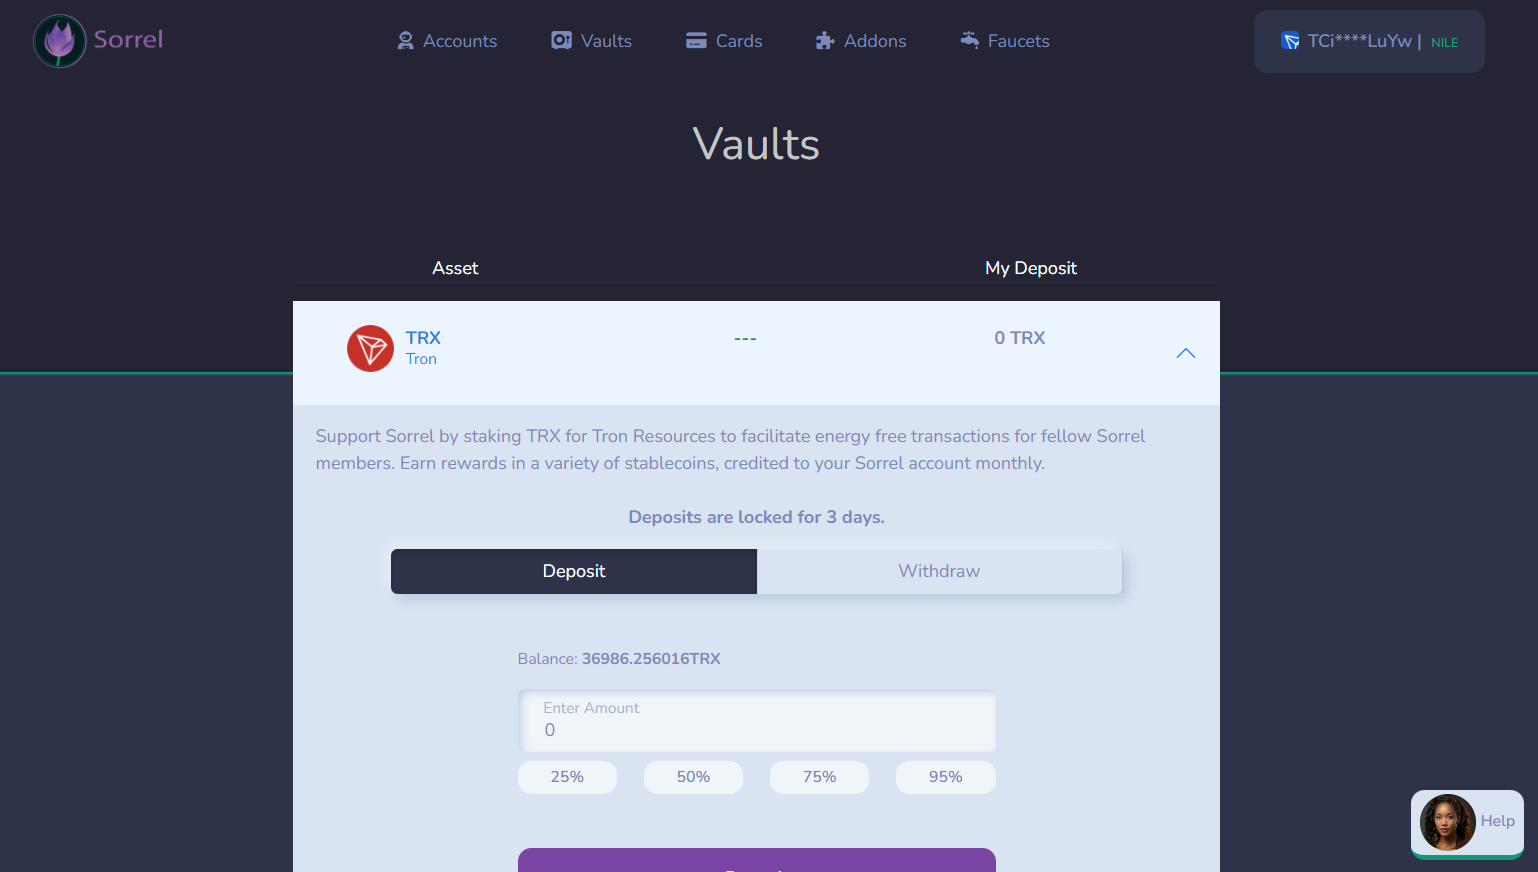 Sorrel
Accounts
Vaults
Cards
Addons
Faucets
TCi****LuYw | NILE
Vaults
Asset
My Deposit
TRX
Tron
---
0 TRX
Support Sorrel by staking TRX for Tron Resources to facilitate energy free transactions for fellow Sorrel
members. Earn rewards in a variety of stablecoins, credited to your Sorrel account monthly.
Deposits are locked for 3 days.
Deposit
Withdraw
Balance: 36986.256016TRX
Enter Amount
0
25%
50%
75%
95%
Help